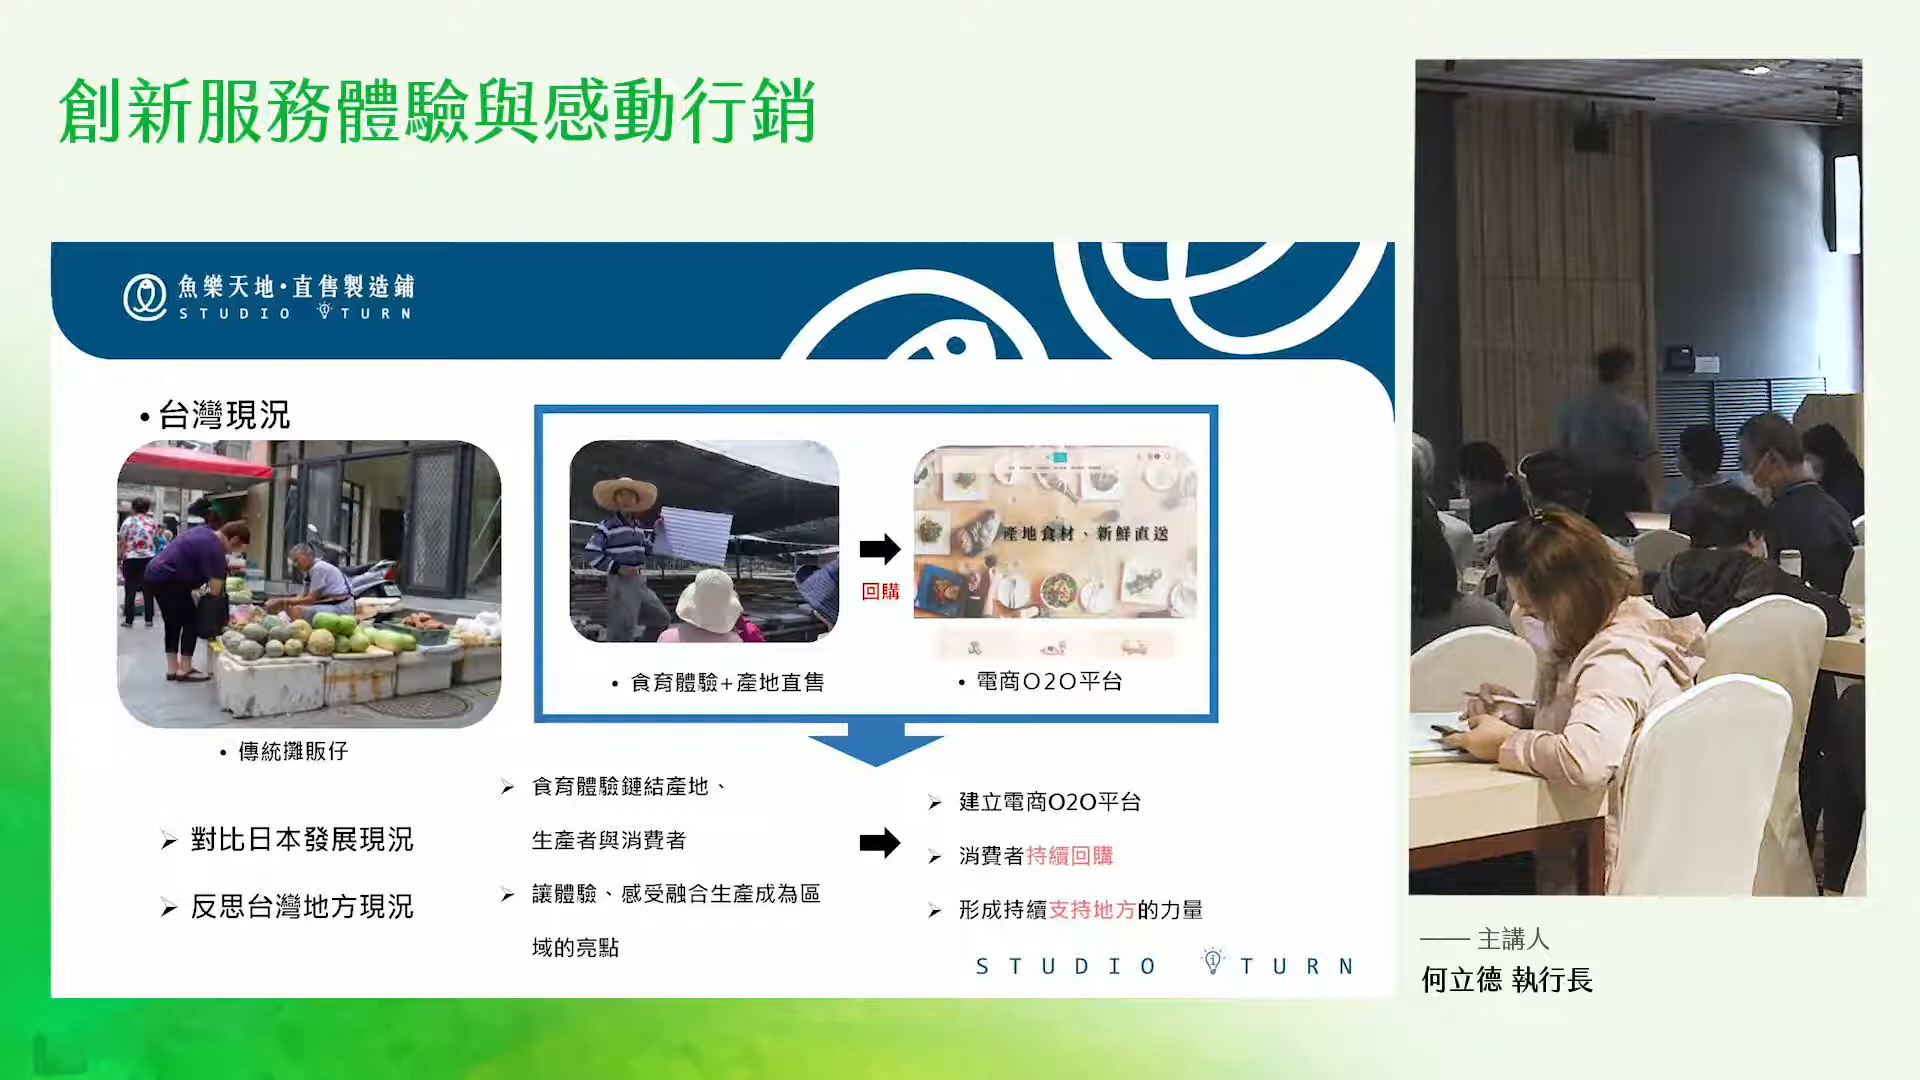 創新服務體驗與感動行銷
魚樂天地•直售製造鋪
STUDIO iTURN
• 台灣現況
產地食材、新鮮直送
回購
• 食育體驗+產地直售
• 電商O2O平台
• 傳統攤販仔
➢ 對比日本發展現況
➢ 反思台灣地方現況
➢ 食育體驗鏈結產地、
生產者與消費者
➢ 讓體驗、感受融合生產成為區
域的亮點
➢ 建立電商O2O平台
➢ 消費者持續回購
➢ 形成持續支持地方的力量
STUDIO iTURN
—— 主講人
何立德 執行長